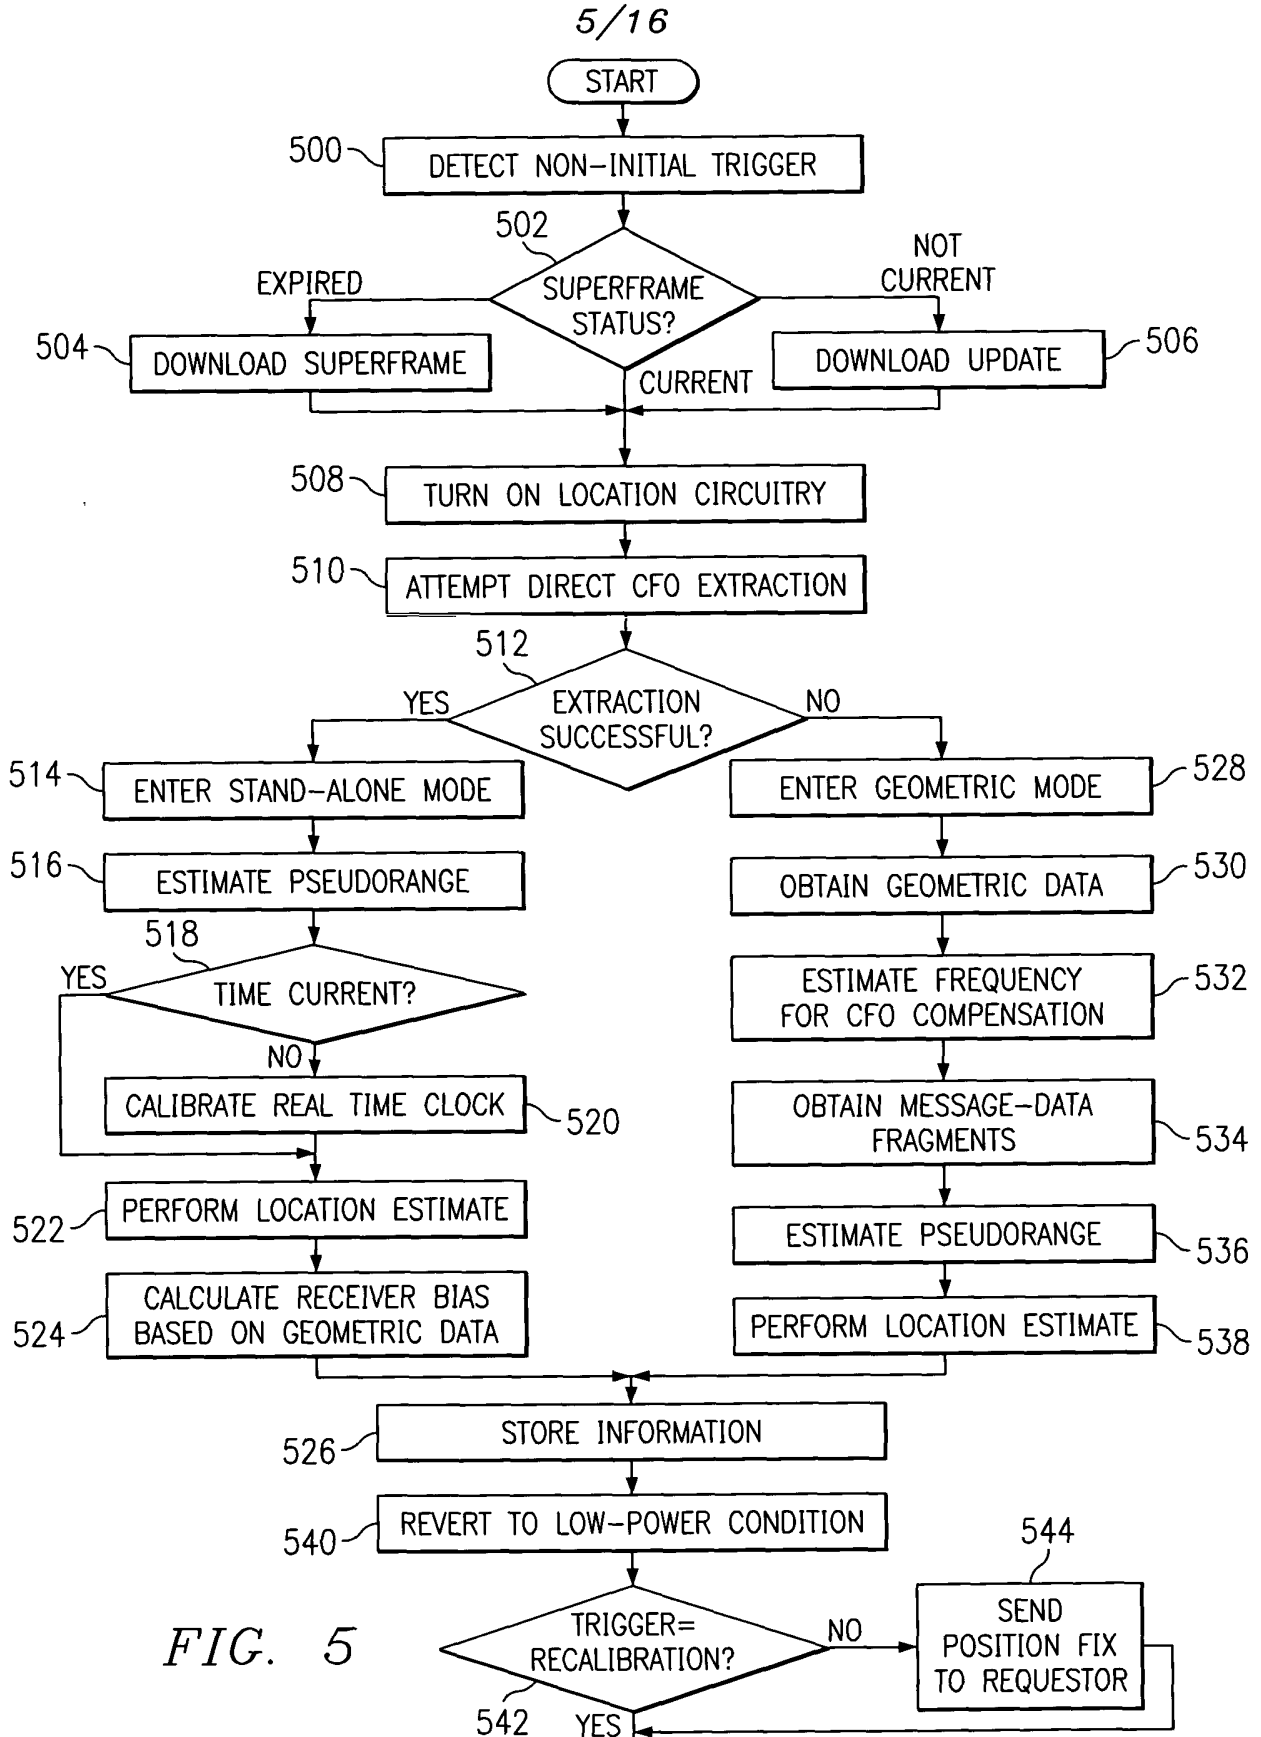 5/16
START
500
DETECT NON-INITIAL TRIGGER
502
SUPERFRAME
STATUS?
EXPIRED
NOT
CURRENT
504
DOWNLOAD SUPERFRAME
DOWNLOAD UPDATE
506
CURRENT
508
TURN ON LOCATION CIRCUITRY
510
ATTEMPT DIRECT CFO EXTRACTION
512
EXTRACTION
SUCCESSFUL?
YES
NO
514
ENTER STAND-ALONE MODE
516
ESTIMATE PSEUDORANGE
518
TIME CURRENT?
YES
NO
CALIBRATE REAL TIME CLOCK
520
522
PERFORM LOCATION ESTIMATE
524
CALCULATE RECEIVER BIAS
BASED ON GEOMETRIC DATA
ENTER GEOMETRIC MODE
528
OBTAIN GEOMETRIC DATA
530
ESTIMATE FREQUENCY
FOR CFO COMPENSATION
532
OBTAIN MESSAGE-DATA
FRAGMENTS
534
ESTIMATE PSEUDORANGE
536
PERFORM LOCATION ESTIMATE
538
526
STORE INFORMATION
540
REVERT TO LOW-POWER CONDITION
TRIGGER=
RECALIBRATION?
542
NO
YES
544
SEND
POSITION FIX
TO REQUESTOR
FIG. 5